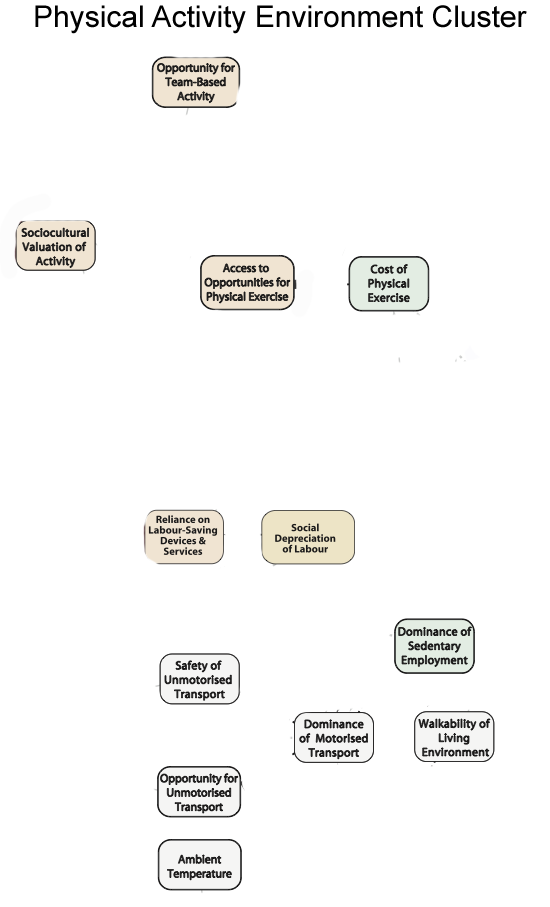 Physical Activity Environment Cluster
Opportunity for
Team-Based
Activity
Sociocultural
Valuation of
Activity
Access to
Opportunities for
Physical Exercise
Cost of
Physical
Exercise
Reliance on
Labour-Saving
Devices &
Services
Social
Depreciation
of Labour
Dominance of
Sedentary
Employment
Safety of
Unmotorised
Transport
Dominance
of Motorised
Transport
Walkability of
Living
Environment
Opportunity for
Unmotorised
Transport
Ambient
Temperature